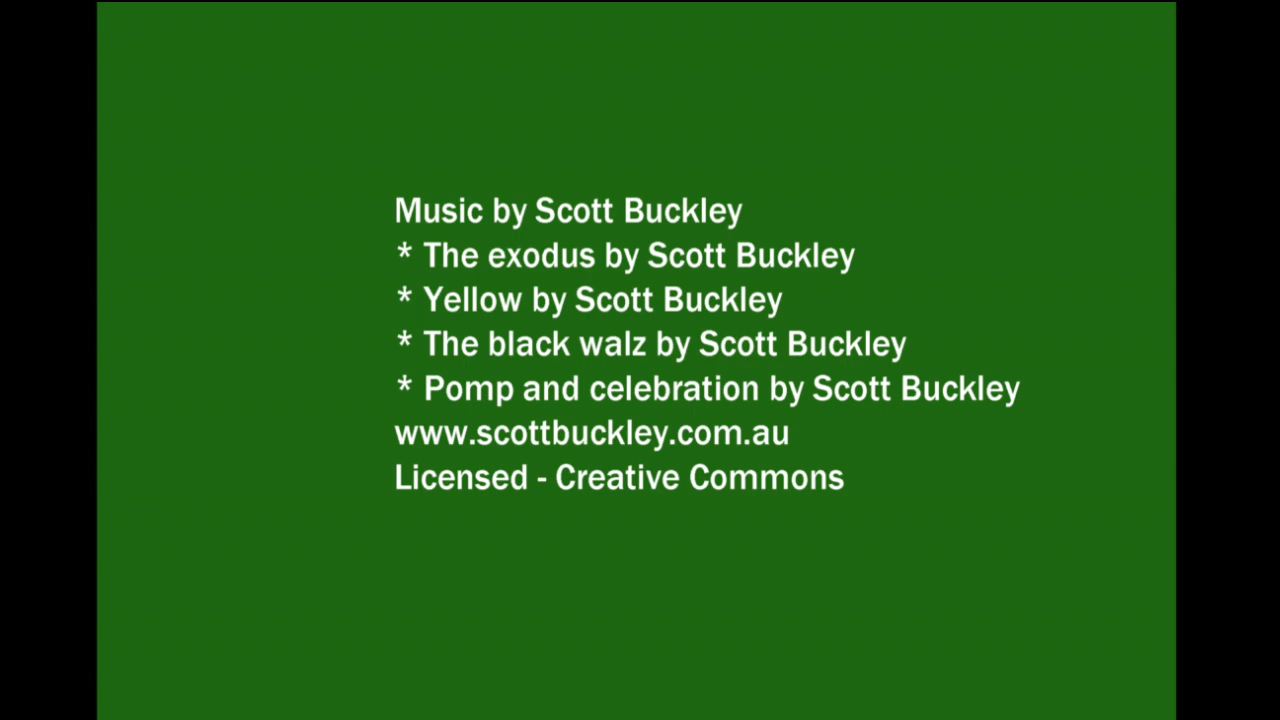 Music by Scott Buckley
* The exodus by Scott Buckley
* Yellow by Scott Buckley
* The black walz by Scott Buckley
* Pomp and celebration by Scott Buckley
www.scottbuckley.com.au
Licensed - Creative Commons